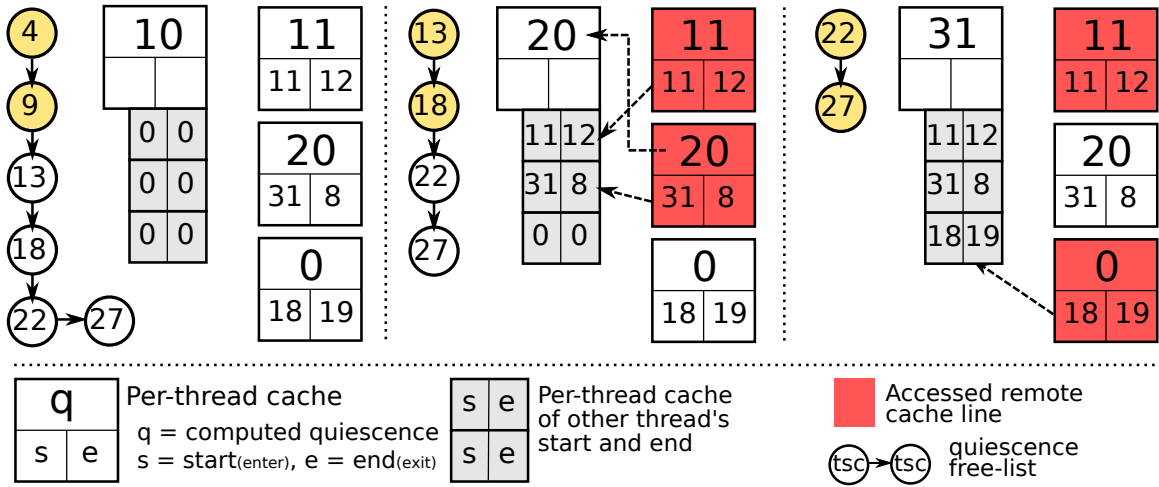 4
9
13
18
22 27
10
0 0
0 0
0 0
11
11 12
20
31 8
0
18 19
13
18
22
27
20
11 12
31 8
0 0
11
11 12
20
31 8
0
18 19
22
27
31
11 12
31 8
18 19
11
11 12
20
31 8
0
18 19
q
s e
Per-thread cache
q = computed quiescence
s = start(enter), e = end(exit)
s e
s e
Per-thread cache
of other thread's
start and end
Accessed remote
cache line
tsc tsc
quiescence
free-list